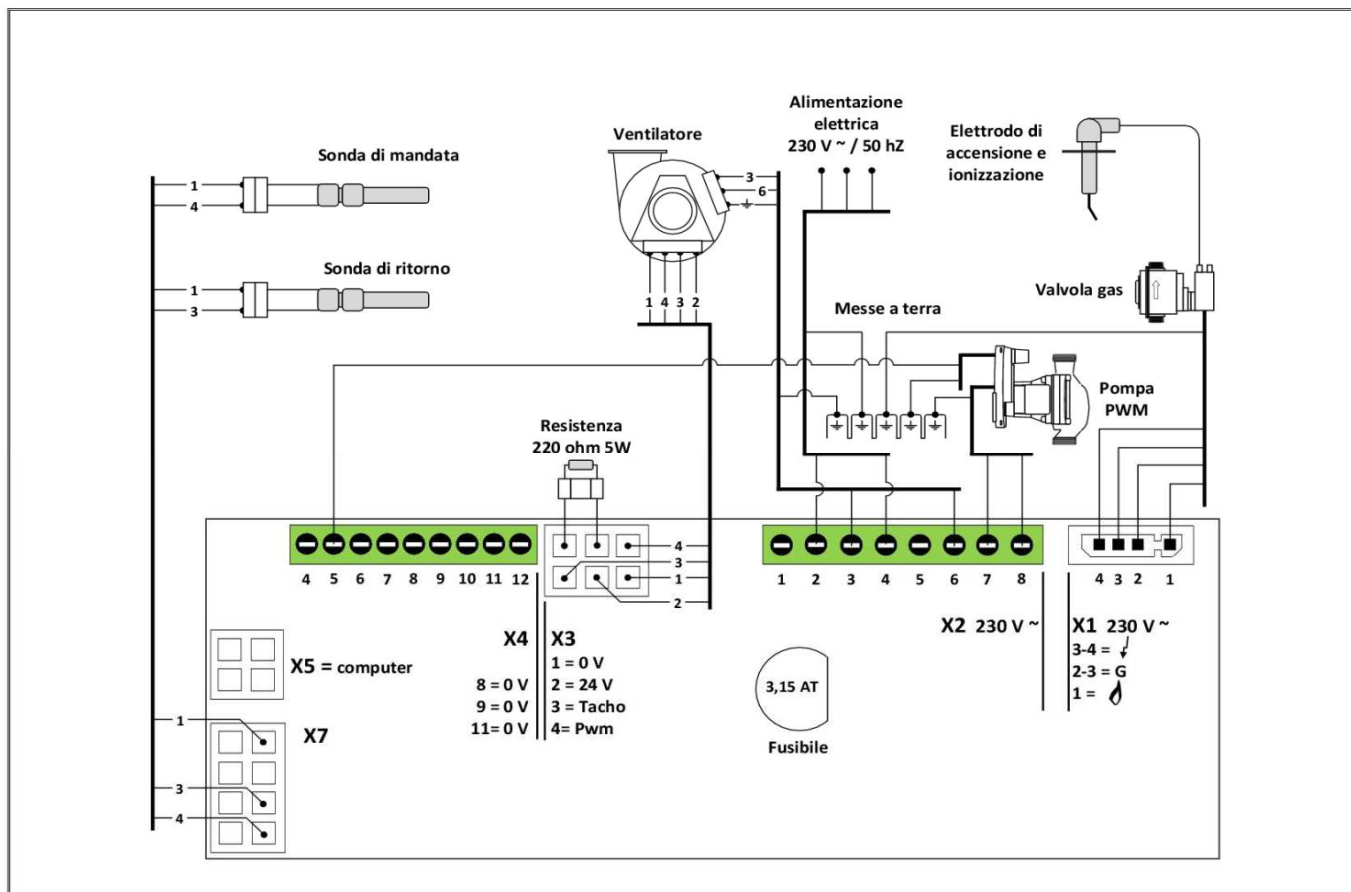 Alimentazione
elettrica
230 V ~ / 50 hZ
Ventilatore
Elettrodo di
accensione e
ionizzazione
Sonda di mandata
1
4
3
6
Sonda di ritorno
1
3
Valvola gas
1 4 3 2
Messe a terra
Pompa
PWM
Resistenza
220 ohm 5W
4
3
1
2
4 5 6 7 8 9 10 11 12
1 2 3 4 5 6 7 8
4 3 2 1
X4
8 = 0 V
9 = 0 V
11= 0 V
X3
1 = 0 V
2 = 24 V
3 = Tacho
4= Pwm
X2 230 V ~
X1 230 V ~
3-4 =
2-3 = G
1 =
X5 = computer
3,15 AT
Fusibile
X7
1
3
4